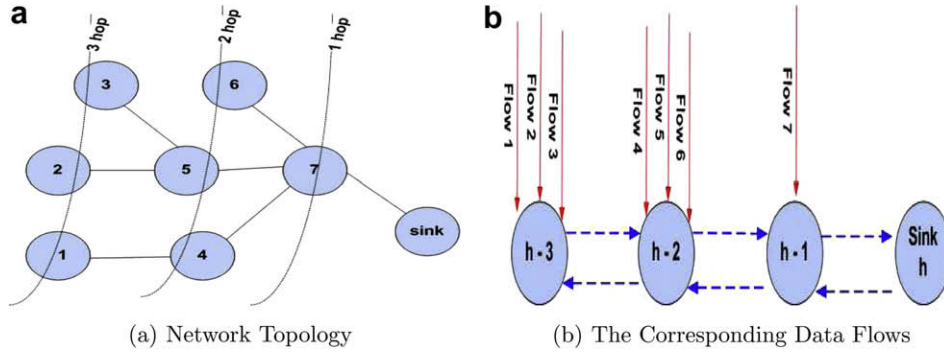 a
3 hop
2 hop
1 hop
3
6
2
5
7
sink
1
4
(a) Network Topology
b
Flow 1
Flow 2
Flow 3
Flow 4
Flow 5
Flow 6
Flow 7
h - 3
h - 2
h - 1
Sink
h
(b) The Corresponding Data Flows